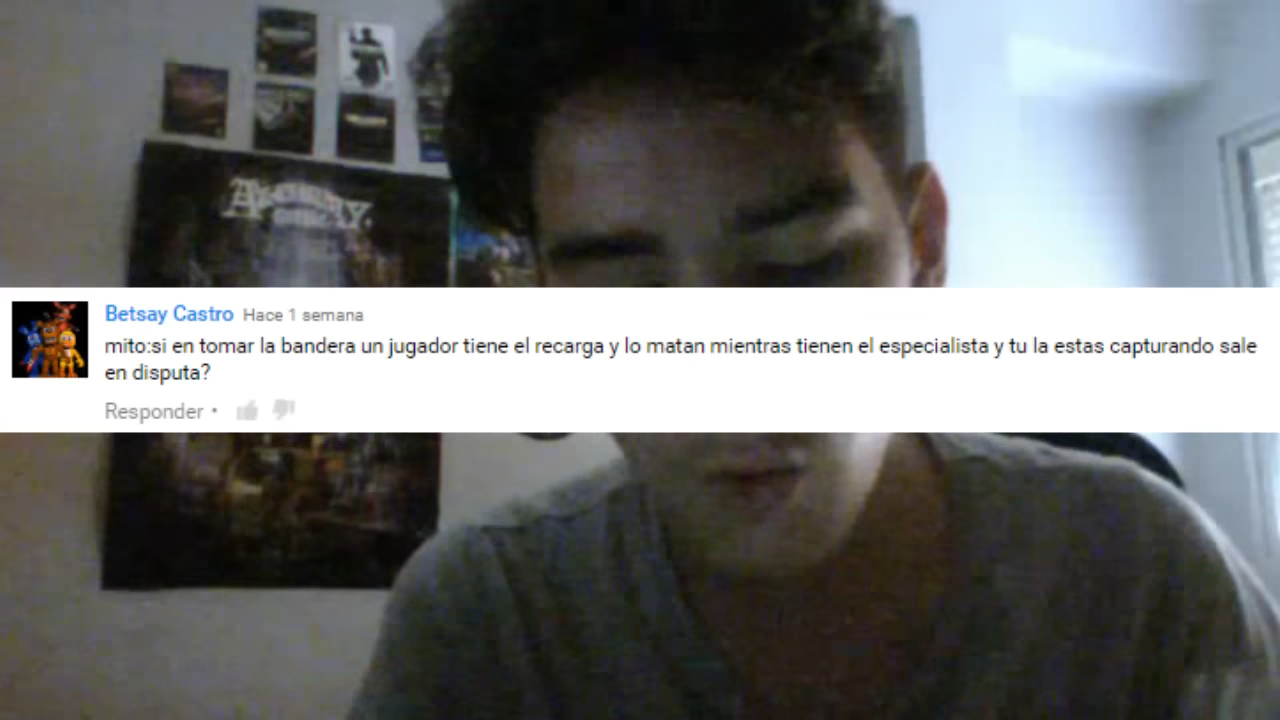 Betsay Castro Hace 1 semana
mito:si en tomar la bandera un jugador tiene el recarga y lo matan mientras tienen el especialista y tu la estas capturando sale
en disputa?
Responder •